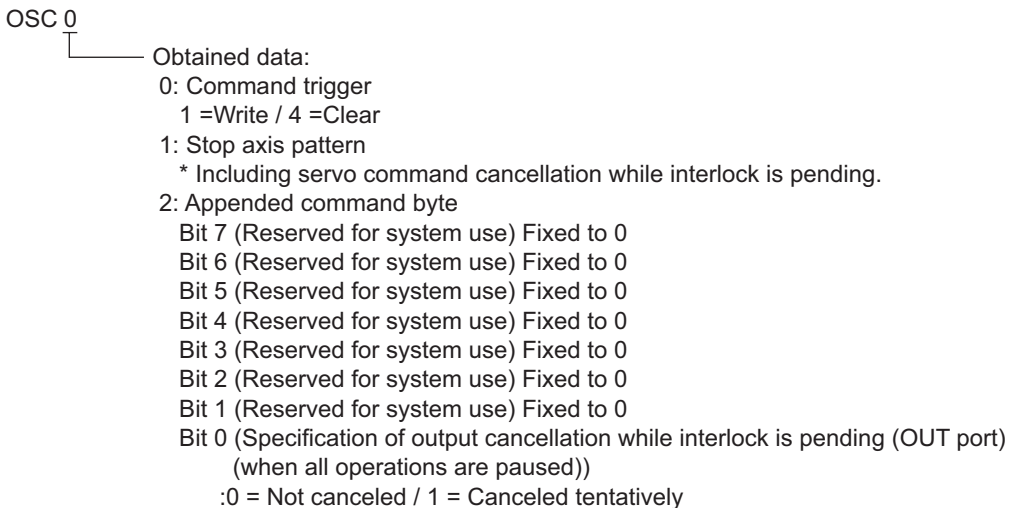 OSC 0
Obtained data:
0: Command trigger
1 =Write / 4 =Clear
1: Stop axis pattern
* Including servo command cancellation while interlock is pending.
2: Appended command byte
Bit 7 (Reserved for system use) Fixed to 0
Bit 6 (Reserved for system use) Fixed to 0
Bit 5 (Reserved for system use) Fixed to 0
Bit 4 (Reserved for system use) Fixed to 0
Bit 3 (Reserved for system use) Fixed to 0
Bit 2 (Reserved for system use) Fixed to 0
Bit 1 (Reserved for system use) Fixed to 0
Bit 0 (Specification of output cancellation while interlock is pending (OUT port)
(when all operations are paused))
:0 = Not canceled / 1 = Canceled tentatively